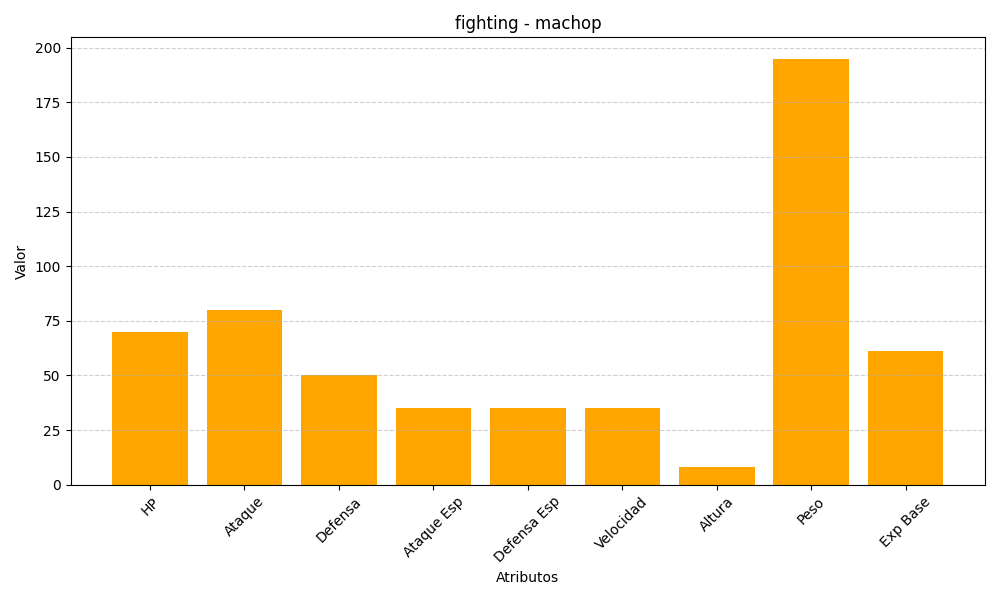 fighting - machop
200
175
150
125
100
75
50
25
0
Valor
HP
Ataque
Defensa
Ataque Esp
Defensa Esp
Velocidad
Altura
Peso
Exp Base
Atributos